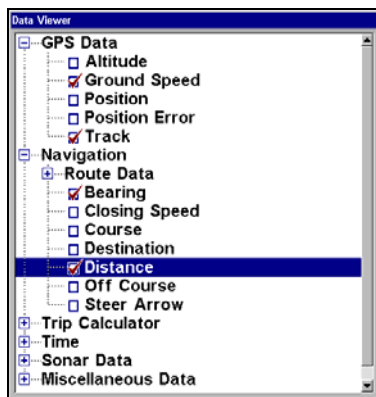 Data Viewer
GPS Data
Altitude
Ground Speed
Position
Position Error
Track
Navigation
Route Data
Bearing
Closing Speed
Course
Destination
Distance
Off Course
Steer Arrow
Trip Calculator
Time
Sonar Data
Miscellaneous Data